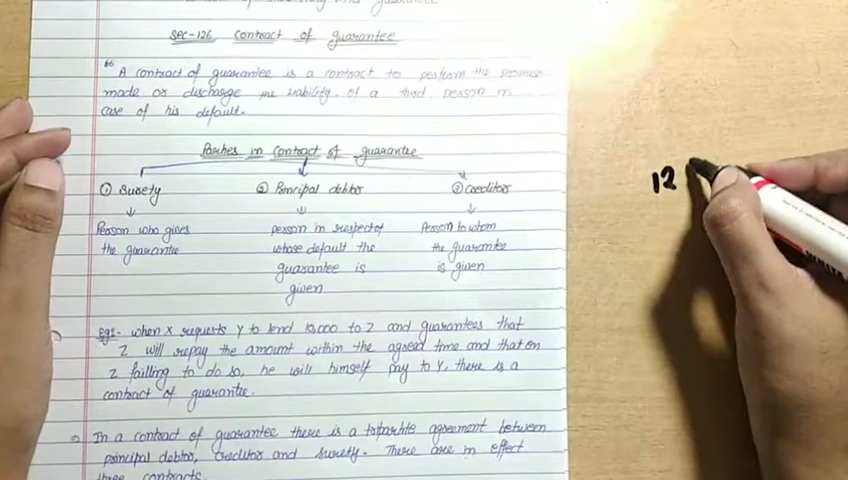 SEC-126 Contract of guarantee
"A contract of guarantee is a contract to perform the promise
made or discharge the liability, of a third person in
case of his default.
Parties in Contract of guarantee
① Surety ② Principal debtor ③ Creditor
Person who gives person in respect of Person to whom
the guarantee whose default the the guarantee
guarantee is is given
given
Eg:- when X requests Y to lend 10,000 to Z and guarantees that
Z will repay the amount within the agreed time and that on
Z failling to do so, he will himself pay to Y, there is a
contract of guarantee.
In a contract of guarantee there is a tripartite agreement between
principal debtor, creditor and surety. There are in effect
three contracts
12